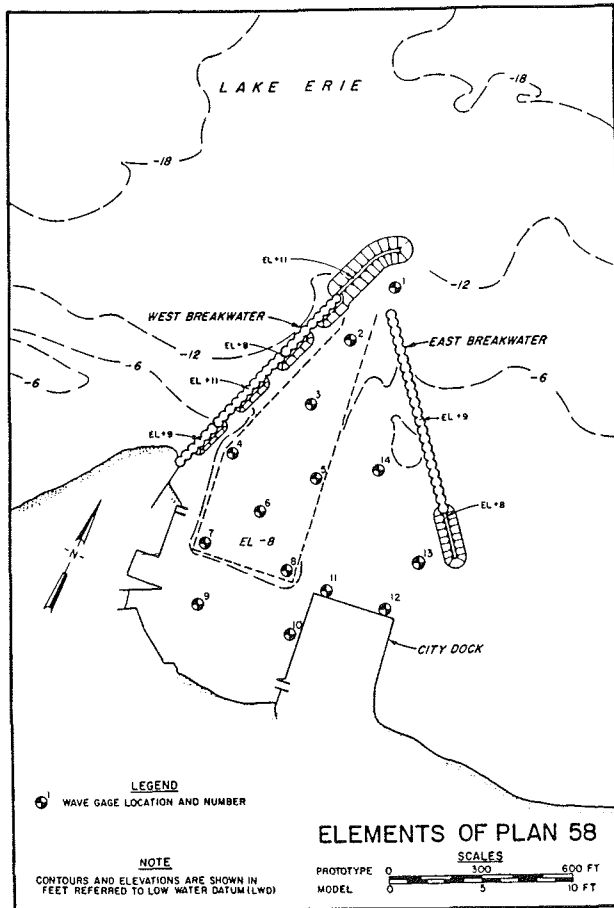 LAKE ERIE
-18
-18
EL +11
1
-12
WEST BREAKWATER
2
EAST BREAKWATER
EL +8
-12
-6
-6
EL +11
3
-6
EL +9
EL +9
4
14
5
EL +8
6
7
EL -8
8
13
-N-
9
11
12
10
CITY DOCK
LEGEND
1
WAVE GAGE LOCATION AND NUMBER
ELEMENTS OF PLAN 58
NOTE
SCALES
CONTOURS AND ELEVATIONS ARE SHOWN IN
FEET REFERRED TO LOW WATER DATUM (LWD)
PROTOTYPE 0 300 600 FT
MODEL 0 5 10 FT